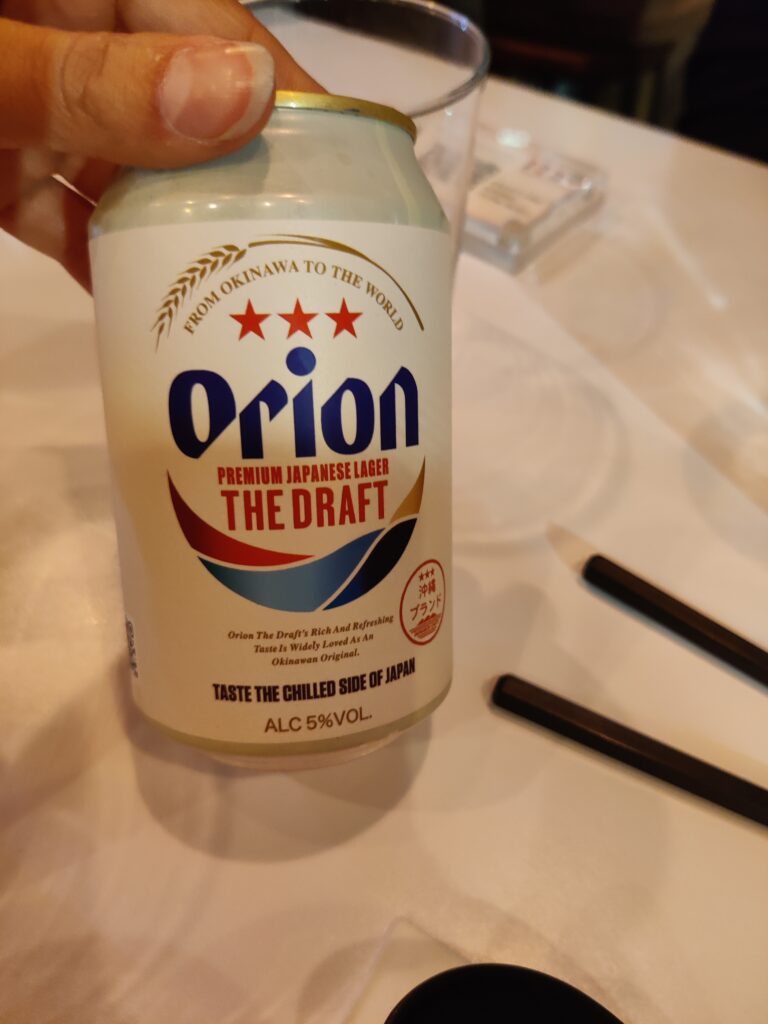 FROM OKINAWA TO THE WORLD
Orion
PREMIUM JAPANESE LAGER
THE DRAFT
沖縄
ブランド
Orion The Draft's Rich And Refreshing
Taste Is Widely Loved As An
Okinawan Original.
TASTE THE CHILLED SIDE OF JAPAN
ALC 5%VOL.